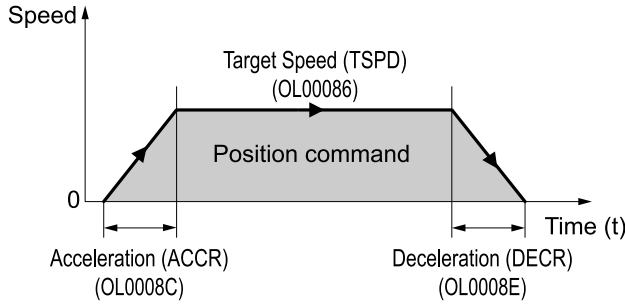 Speed
Target Speed (TSPD)
(OL00086)
Position command
0
Time (t)
Acceleration (ACCR)
(OL0008C)
Deceleration (DECR)
(OL0008E)